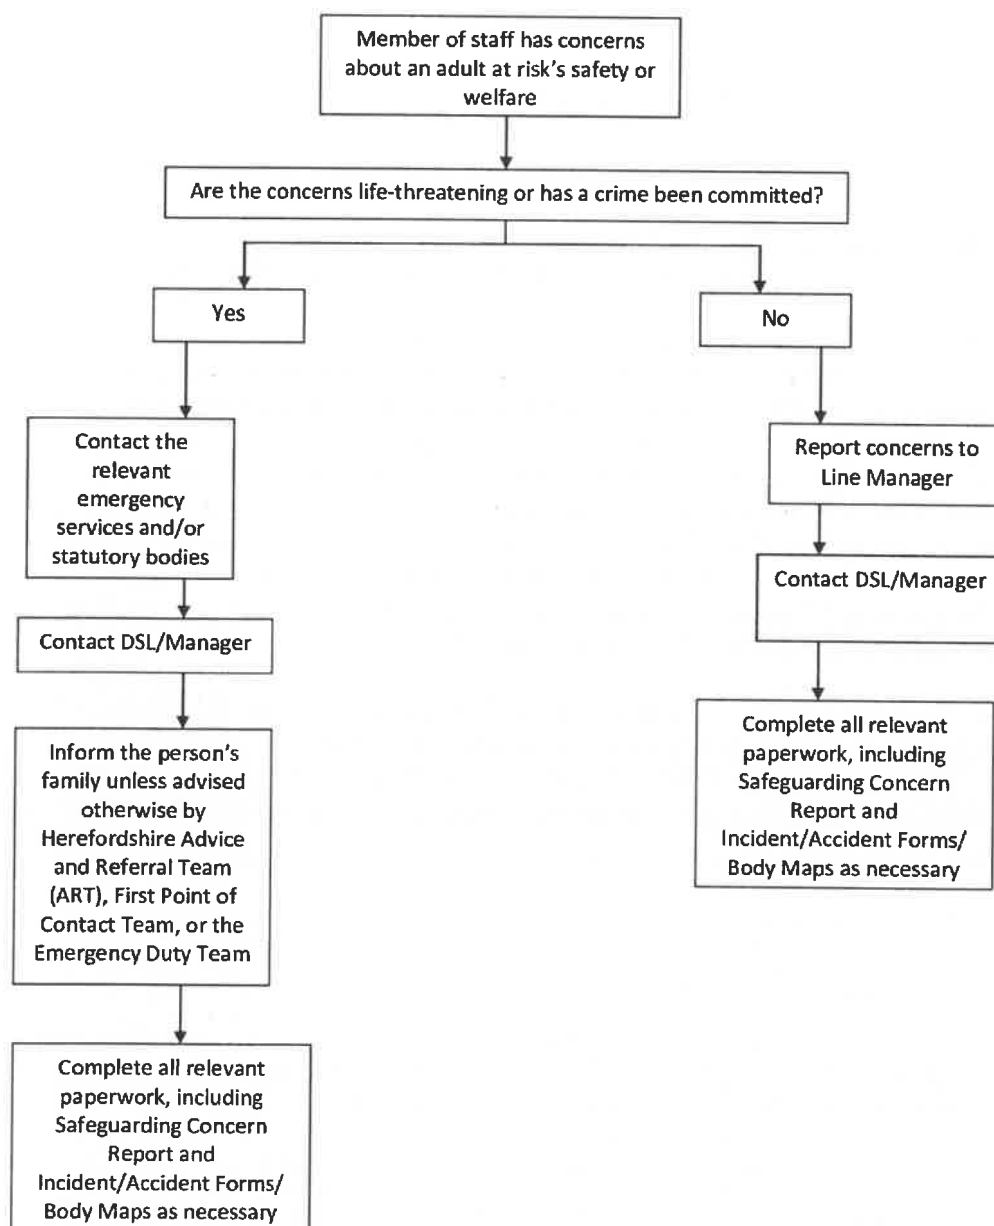 Member of staff has concerns
about an adult at risk's safety or
welfare
Are the concerns life-threatening or has a crime been committed?
Yes
No
Contact the
relevant
emergency
services and/or
statutory bodies
Report concerns to
Line Manager
Contact DSL/Manager
Contact DSL/Manager
Inform the person's
family unless advised
otherwise by
Herefordshire Advice
and Referral Team
(ART), First Point of
Contact Team, or the
Emergency Duty Team
Complete all relevant
paperwork, including
Safeguarding Concern
Report and
Incident/Accident Forms/
Body Maps as necessary
Complete all relevant
paperwork, including
Safeguarding Concern
Report and
Incident/Accident Forms/
Body Maps as necessary